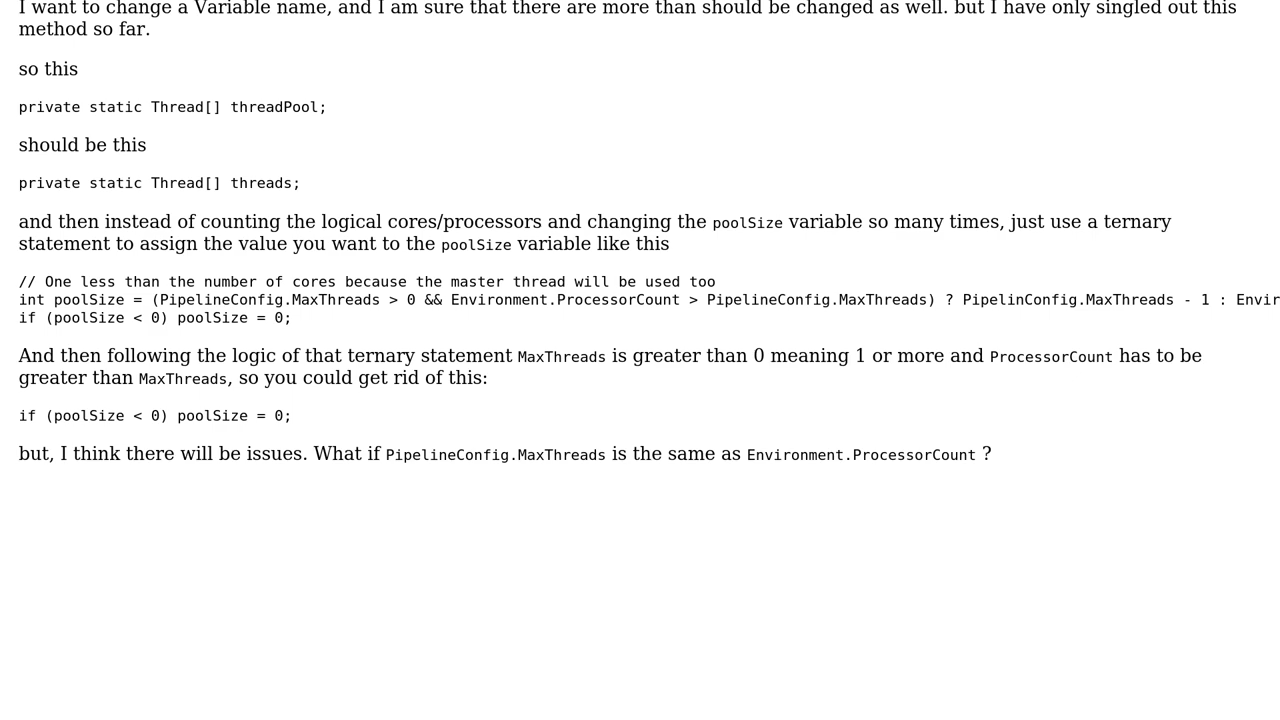 I want to change a Variable name, and I am sure that there are more than should be changed as well. but I have only singled out this
method so far.
so this
private static Thread[] threadPool;
should be this
private static Thread[] threads;
and then instead of counting the logical cores/processors and changing the poolSize variable so many times, just use a ternary
statement to assign the value you want to the poolSize variable like this
// One less than the number of cores because the master thread will be used too
int poolSize = (PipelineConfig.MaxThreads > 0 && Environment.ProcessorCount > PipelineConfig.MaxThreads) ? PipelinConfig.MaxThreads - 1 : Envir
if (poolSize < 0) poolSize = 0;
And then following the logic of that ternary statement MaxThreads is greater than 0 meaning 1 or more and ProcessorCount has to be
greater than MaxThreads, so you could get rid of this:
if (poolSize < 0) poolSize = 0;
but, I think there will be issues. What if PipelineConfig.MaxThreads is the same as Environment.ProcessorCount ?